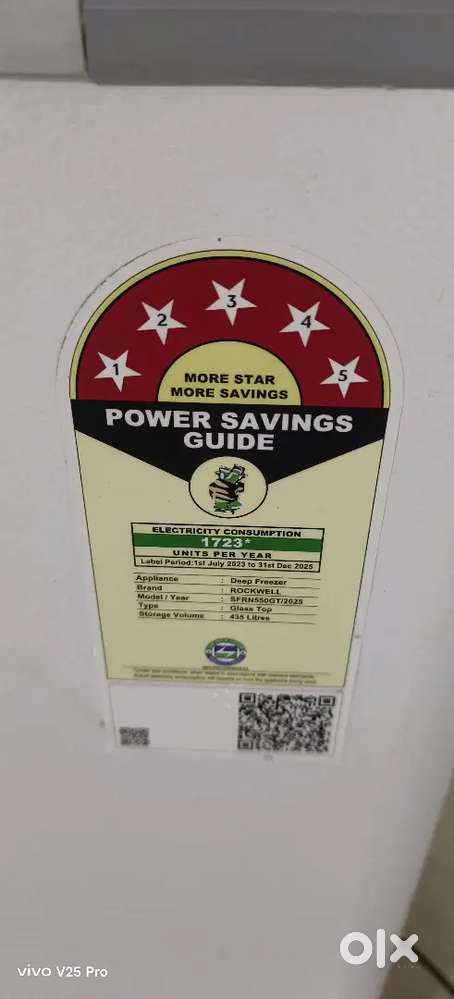 1 2 3 4 5
MORE STAR
MORE SAVINGS
POWER SAVINGS
GUIDE
ELECTRICITY CONSUMPTION
1723*
UNITS PER YEAR
Label Period:1st July 2023 to 31st Dec 2025
Appliance : Deep Freezer
Brand : ROCKWELL
Model / Year : SFRN550GT/2025
Type : Glass Top
Storage Volume : 435 Litres
olx
vivo V25 Pro